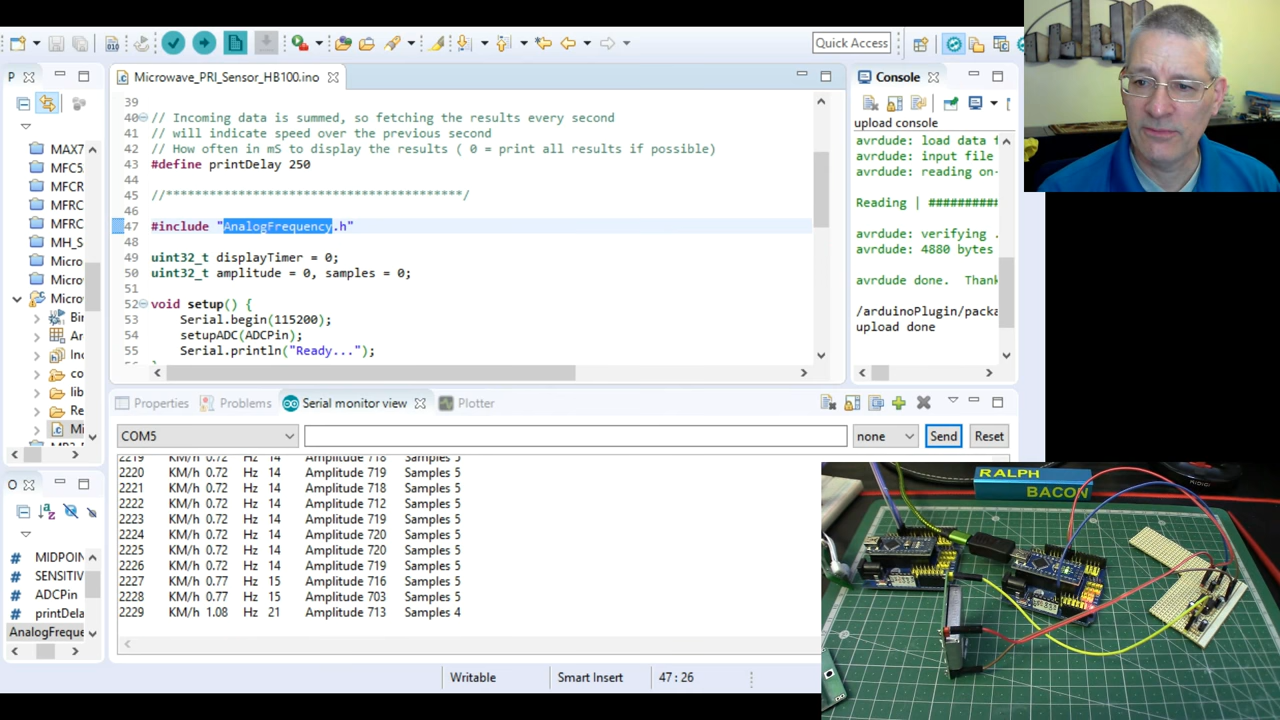 Quick Access
P
Microwave_PRI_Sensor_HB100.ino
Console
upload console
39
40 // Incoming data is summed, so fetching the results every second
41 // will indicate speed over the previous second
42 // How often in mS to display the results ( 0 = print all results if possible)
43 #define printDelay 250
44
45 //*****************************************/
46
47 #include "AnalogFrequency.h"
48
49 uint32_t displayTimer = 0;
50 uint32_t amplitude = 0, samples = 0;
51
52 void setup() {
53 Serial.begin(115200);
54 setupADC(ADCPin);
55 Serial.println("Ready...");
MAX7
MFC5
MFCR
MFRC
MFRC
MH_S
Micro
Micro
Micro
Bin
Ar
Inc
co
lib
Re
Mi
avrdude: load data f
avrdude: input file
avrdude: reading on-
Reading | ##########
avrdude: verifying .
avrdude: 4880 bytes
avrdude done. Thank
/arduinoPlugin/packa
upload done
Properties
Problems
Serial monitor view
Plotter
COM5
none
Send
Reset
2219 KM/h 0.72 Hz 14 Amplitude 718 Samples 5
2220 KM/h 0.72 Hz 14 Amplitude 719 Samples 5
2221 KM/h 0.72 Hz 14 Amplitude 718 Samples 5
2222 KM/h 0.72 Hz 14 Amplitude 712 Samples 5
2223 KM/h 0.72 Hz 14 Amplitude 719 Samples 5
2224 KM/h 0.72 Hz 14 Amplitude 720 Samples 5
2225 KM/h 0.72 Hz 14 Amplitude 720 Samples 5
2226 KM/h 0.72 Hz 14 Amplitude 719 Samples 5
2227 KM/h 0.77 Hz 15 Amplitude 716 Samples 5
2228 KM/h 0.77 Hz 15 Amplitude 703 Samples 5
2229 KM/h 1.08 Hz 21 Amplitude 713 Samples 4
O
# MIDPOIN
# SENSITIV
# ADCPin
# printDela
AnalogFreque
Writable
Smart Insert
47 : 26
RALPH
BACON